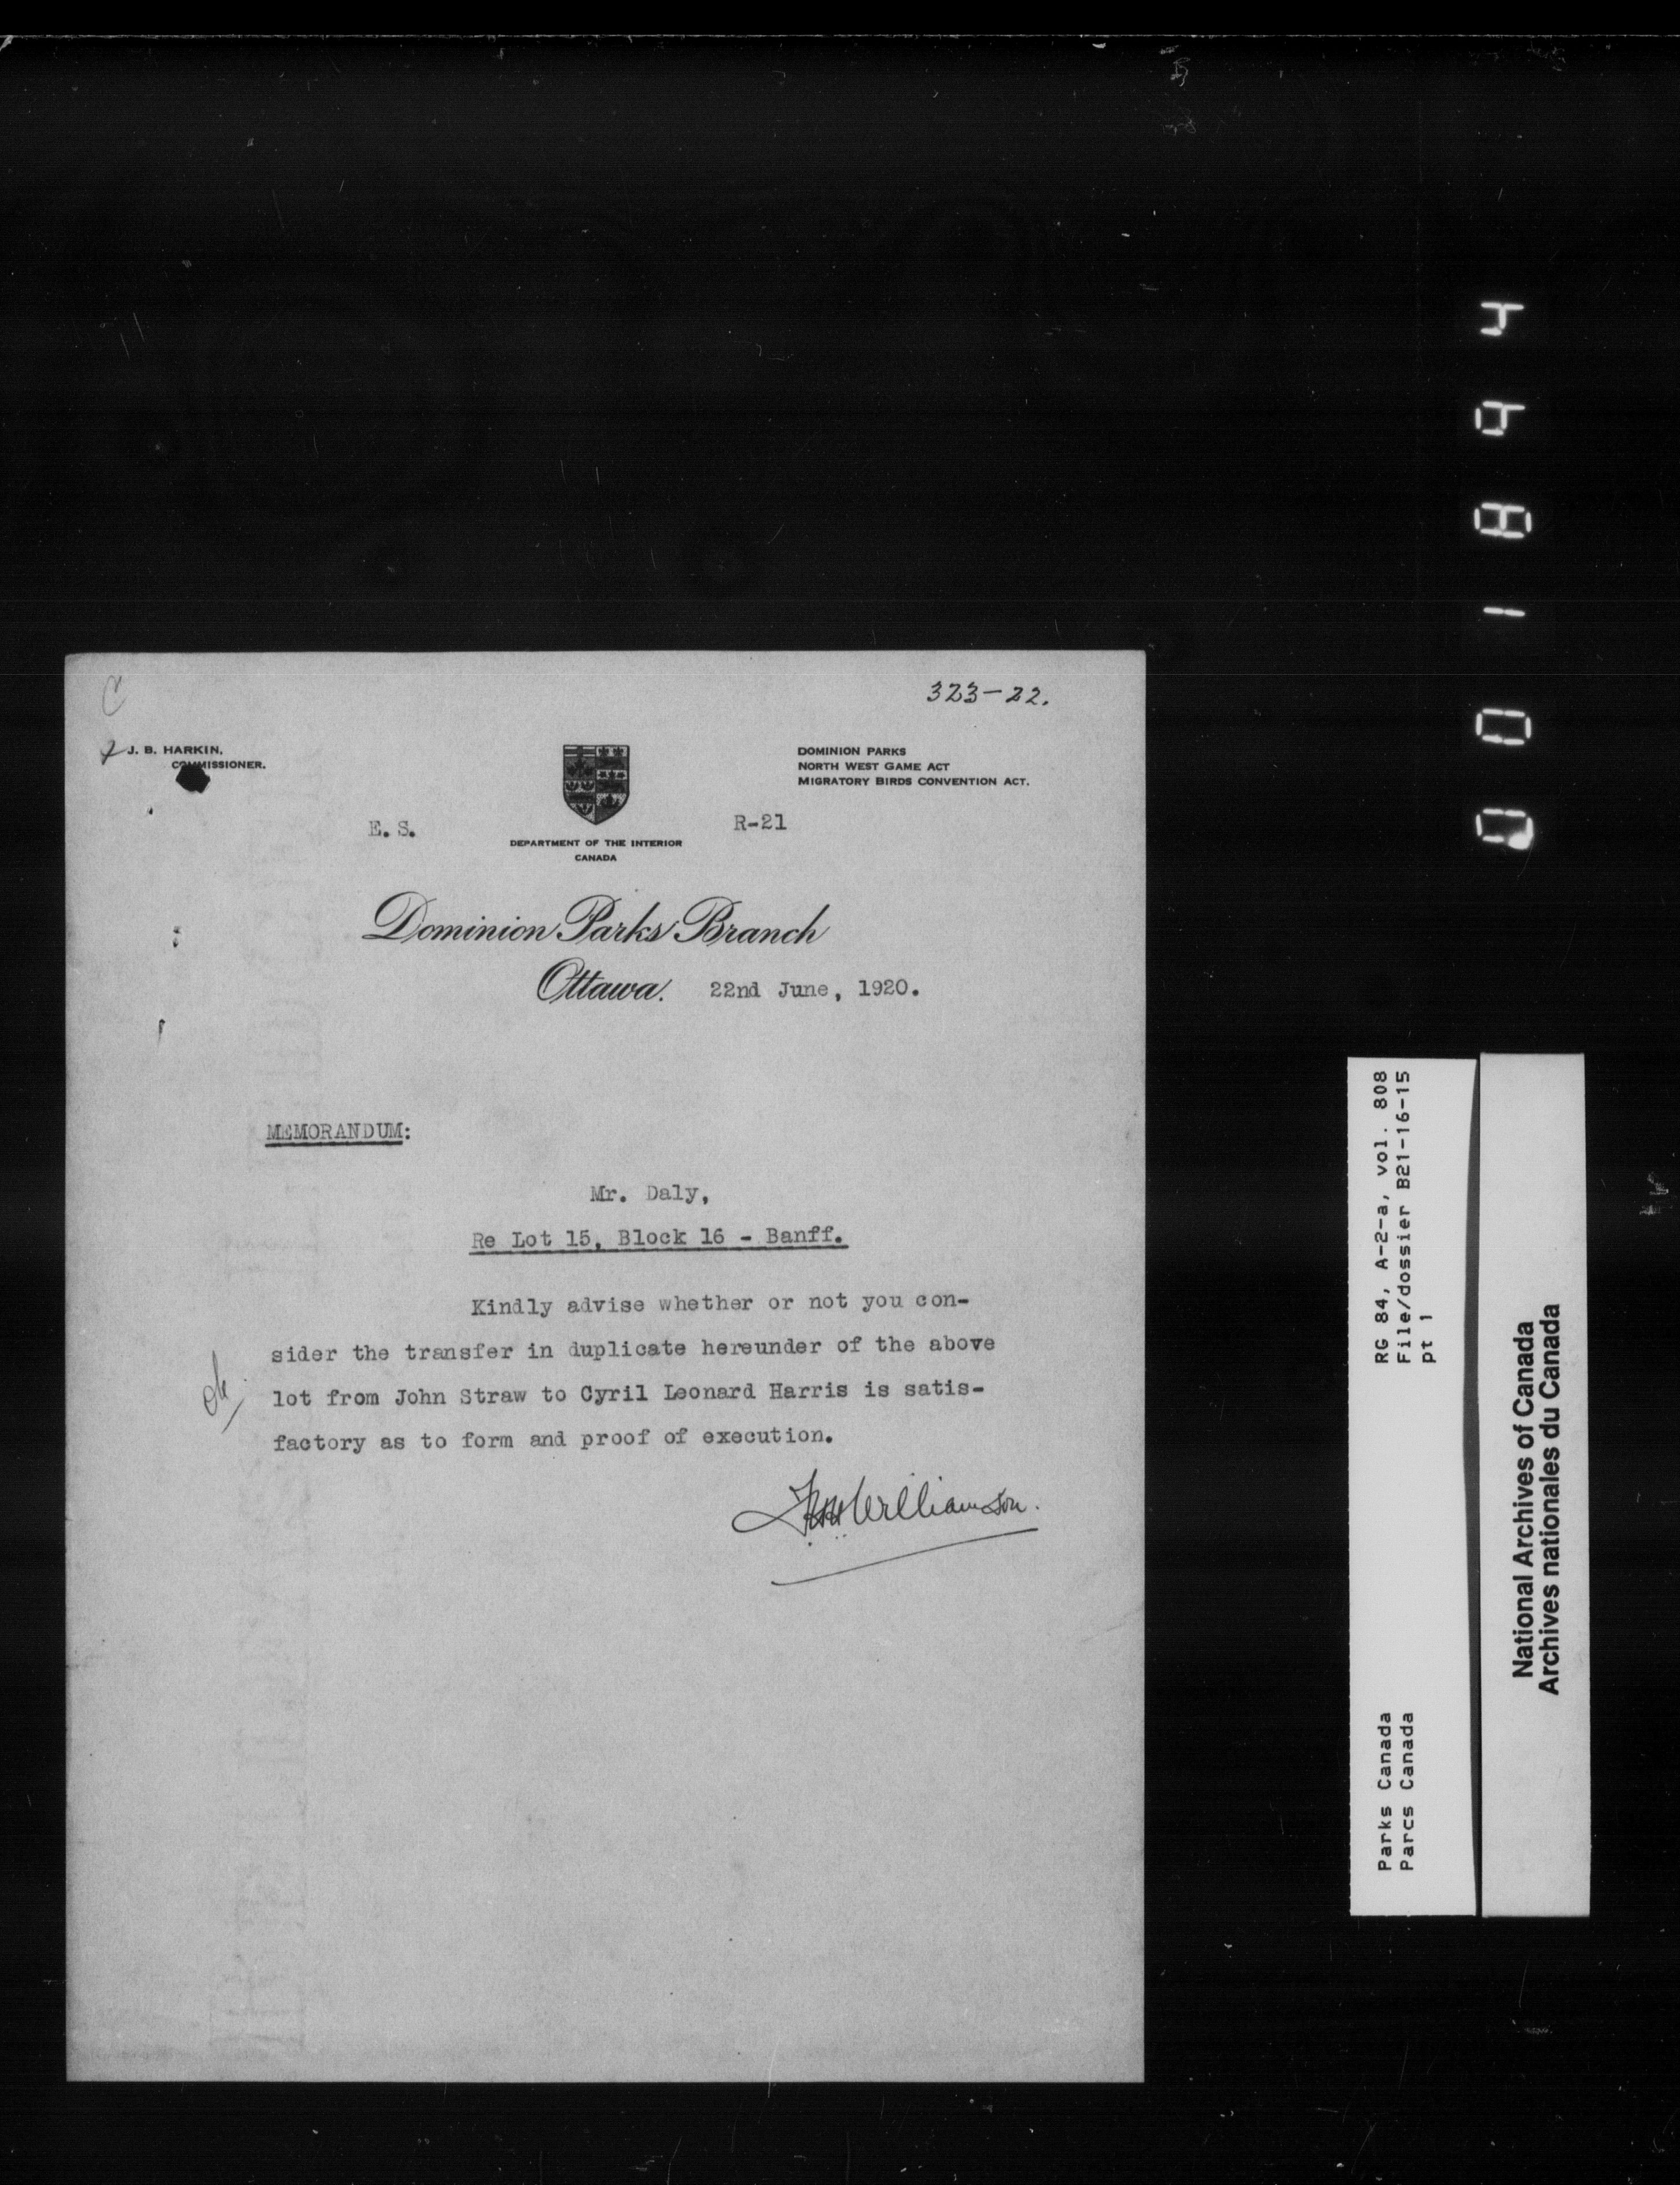 C
323-22.
J. B. HARKIN,
COMMISSIONER.
DOMINION PARKS
NORTH WEST GAME ACT
MIGRATORY BIRDS CONVENTION ACT.
E. S.
R-21
DEPARTMENT OF THE INTERIOR
CANADA
Dominion Parks Branch
Ottawa. 22nd June, 1920.
MEMORANDUM:
Mr. Daly,
Re Lot 15, Block 16 - Banff.
Kindly advise whether or not you con-
sider the transfer in duplicate hereunder of the above
lot from John Straw to Cyril Leonard Harris is satis-
factory as to form and proof of execution.
Ok.
Williamson.
RG 84, A-2-a, vol. 808
File/dossier B21-16-15
pt 1
Parks Canada
Parcs Canada
National Archives of Canada
Archives nationales du Canada